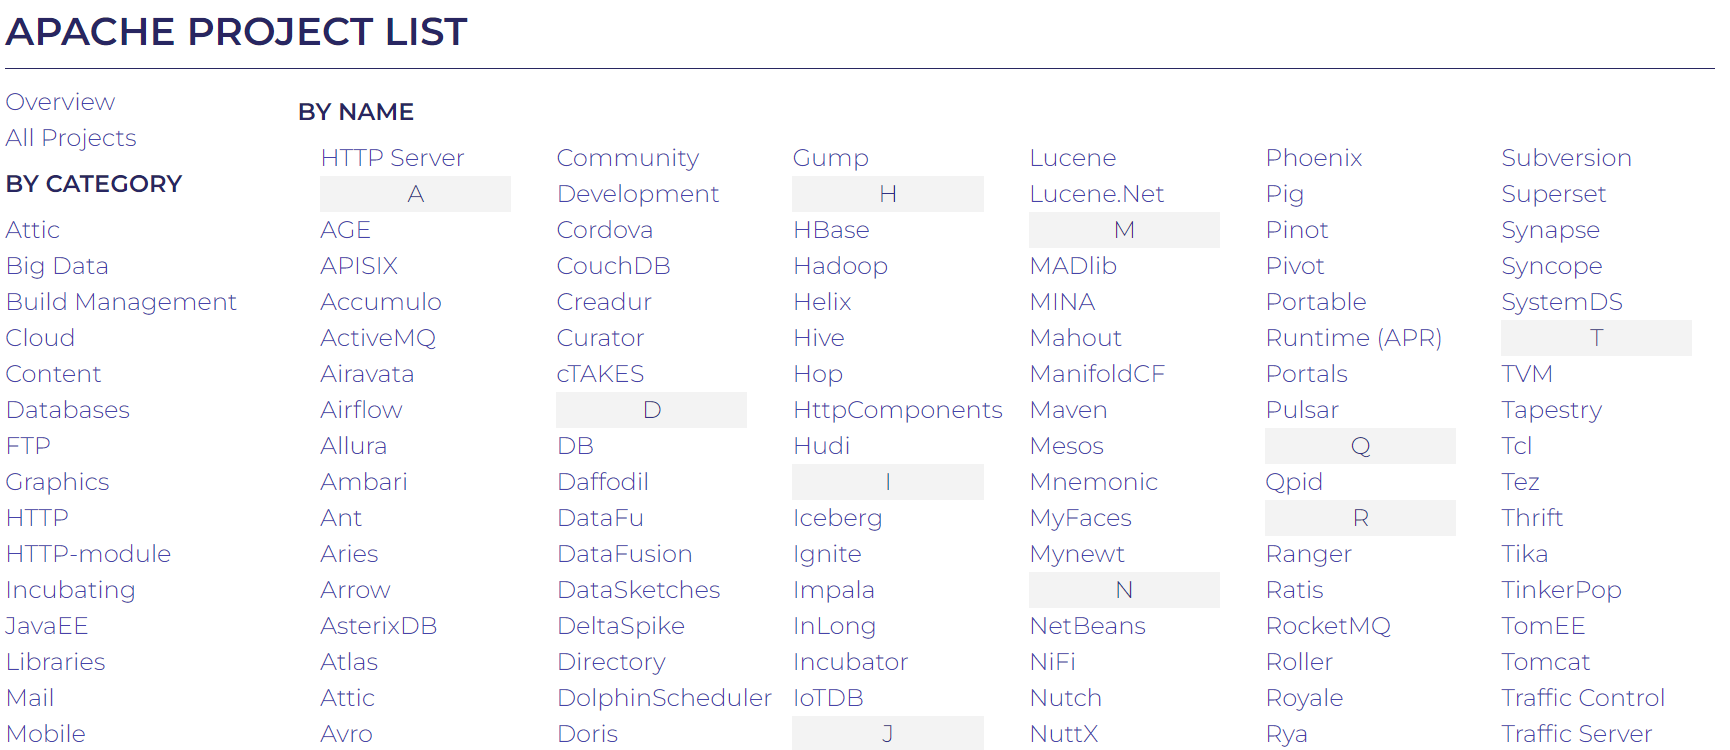 APACHE PROJECT LIST
Overview
All Projects
BY CATEGORY
Attic
Big Data
Build Management
Cloud
Content
Databases
FTP
Graphics
HTTP
HTTP-module
Incubating
JavaEE
Libraries
Mail
Mobile
BY NAME
HTTP Server
A
AGE
APISIX
Accumulo
ActiveMQ
Airavata
Airflow
Allura
Ambari
Ant
Aries
Arrow
AsterixDB
Atlas
Attic
Avro
Community
Development
Cordova
CouchDB
Creadur
Curator
cTAKES
D
DB
Daffodil
DataFu
DataFusion
DataSketches
DeltaSpike
Directory
DolphinScheduler
Doris
Gump
H
HBase
Hadoop
Helix
Hive
Hop
HttpComponents
Hudi
I
Iceberg
Ignite
Impala
InLong
Incubator
IoTDB
J
Lucene
Lucene.Net
M
MADlib
MINA
Mahout
ManifoldCF
Maven
Mesos
Mnemonic
MyFaces
Mynewt
N
NetBeans
NiFi
Nutch
NuttX
Phoenix
Pig
Pinot
Pivot
Portable
Runtime (APR)
Portals
Pulsar
Q
Qpid
R
Ranger
Ratis
RocketMQ
Roller
Royale
Rya
Subversion
Superset
Synapse
Syncope
SystemDS
T
TVM
Tapestry
Tcl
Tez
Thrift
Tika
TinkerPop
TomEE
Tomcat
Traffic Control
Traffic Server